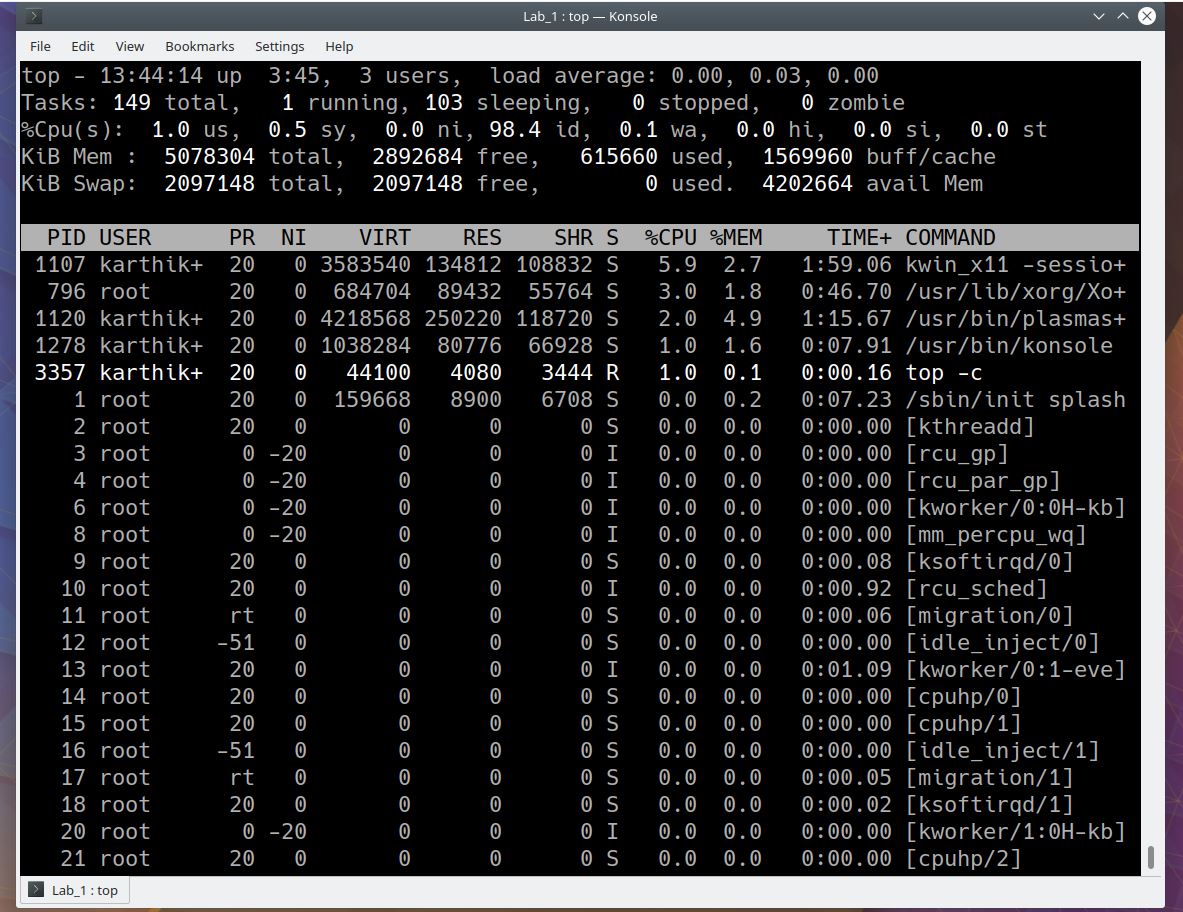 Lab_1 : top — Konsole
File Edit View Bookmarks Settings Help
top - 13:44:14 up  3:45,  3 users,  load average: 0.00, 0.03, 0.00
Tasks: 149 total,   1 running, 103 sleeping,   0 stopped,   0 zombie
%Cpu(s):  1.0 us,  0.5 sy,  0.0 ni, 98.4 id,  0.1 wa,  0.0 hi,  0.0 si,  0.0 st
KiB Mem :  5078304 total,  2892684 free,   615660 used,  1569960 buff/cache
KiB Swap:  2097148 total,  2097148 free,        0 used.  4202664 avail Mem
PID USER      PR  NI    VIRT    RES    SHR S  %CPU %MEM     TIME+ COMMAND
1107 karthik+  20   0 3583540 134812 108832 S   5.9  2.7   1:59.06 kwin_x11 -sessio+
796 root      20   0  684704  89432  55764 S   3.0  1.8   0:46.70 /usr/lib/xorg/Xo+
1120 karthik+  20   0 4218568 250220 118720 S   2.0  4.9   1:15.67 /usr/bin/plasmas+
1278 karthik+  20   0 1038284  80776  66928 S   1.0  1.6   0:07.91 /usr/bin/konsole
3357 karthik+  20   0   44100   4080   3444 R   1.0  0.1   0:00.16 top -c
1 root      20   0  159668   8900   6708 S   0.0  0.2   0:07.23 /sbin/init splash
2 root      20   0       0      0      0 S   0.0  0.0   0:00.00 [kthreadd]
3 root       0 -20       0      0      0 I   0.0  0.0   0:00.00 [rcu_gp]
4 root       0 -20       0      0      0 I   0.0  0.0   0:00.00 [rcu_par_gp]
6 root       0 -20       0      0      0 I   0.0  0.0   0:00.00 [kworker/0:0H-kb]
8 root       0 -20       0      0      0 I   0.0  0.0   0:00.00 [mm_percpu_wq]
9 root      20   0       0      0      0 S   0.0  0.0   0:00.08 [ksoftirqd/0]
10 root      20   0       0      0      0 I   0.0  0.0   0:00.92 [rcu_sched]
11 root      rt   0       0      0      0 S   0.0  0.0   0:00.06 [migration/0]
12 root     -51   0       0      0      0 S   0.0  0.0   0:00.00 [idle_inject/0]
13 root      20   0       0      0      0 I   0.0  0.0   0:01.09 [kworker/0:1-eve]
14 root      20   0       0      0      0 S   0.0  0.0   0:00.00 [cpuhp/0]
15 root      20   0       0      0      0 S   0.0  0.0   0:00.00 [cpuhp/1]
16 root     -51   0       0      0      0 S   0.0  0.0   0:00.00 [idle_inject/1]
17 root      rt   0       0      0      0 S   0.0  0.0   0:00.05 [migration/1]
18 root      20   0       0      0      0 S   0.0  0.0   0:00.02 [ksoftirqd/1]
20 root       0 -20       0      0      0 I   0.0  0.0   0:00.00 [kworker/1:0H-kb]
21 root      20   0       0      0      0 S   0.0  0.0   0:00.00 [cpuhp/2]
Lab_1 : top